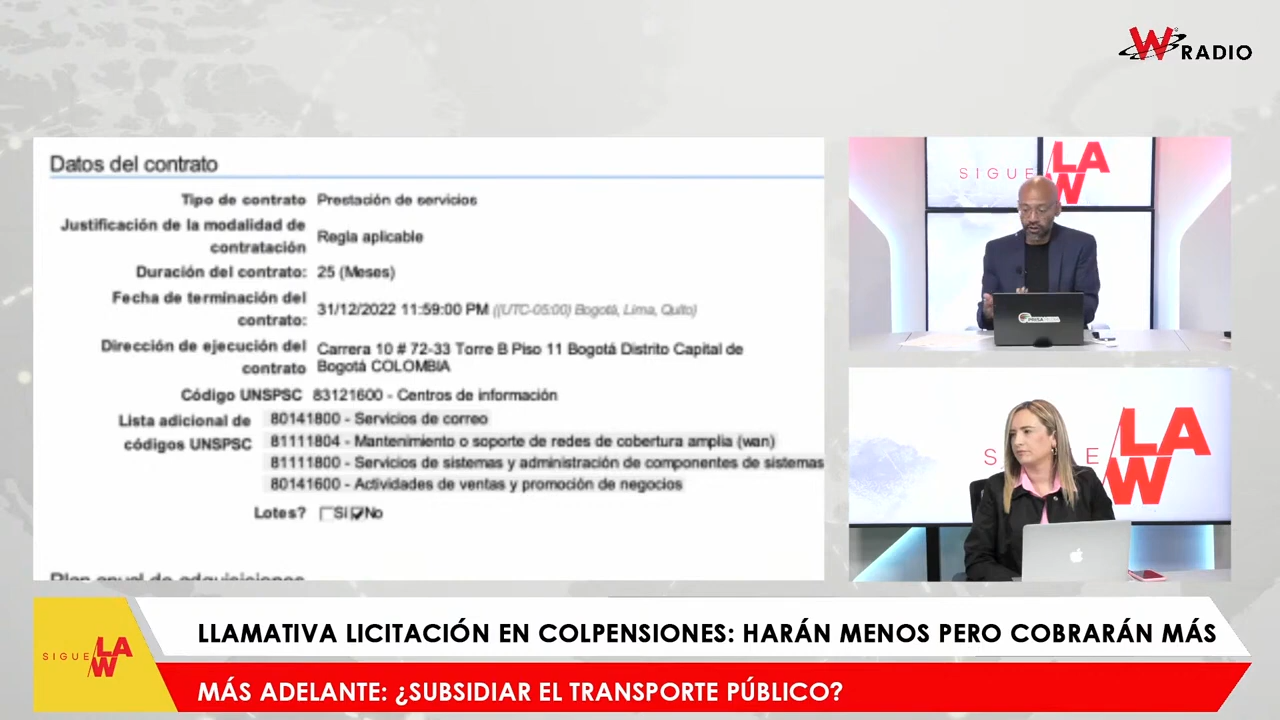 W RADIO
Datos del contrato
Tipo de contrato Prestación de servicios
Justificación de la modalidad de
contratación
Regla aplicable
Duración del contrato: 25 (Meses)
Fecha de terminación del
contrato:
31/12/2022 11:59:00 PM ((UTC-05:00) Bogotá, Lima, Quito)
Dirección de ejecución del
contrato
Carrera 10 # 72-33 Torre B Piso 11 Bogotá Distrito Capital de
Bogotá COLOMBIA
Código UNSPSC 83121600 - Centros de información
Lista adicional de
códigos UNSPSC
80141800 - Servicios de correo
81111804 - Mantenimiento o soporte de redes de cobertura amplia (wan)
81111800 - Servicios de sistemas y administración de componentes de sistemas
80141600 - Actividades de ventas y promoción de negocios
Lotes? Sí No
Plan anual de adquisiciones
SIGUE LA W
S E LA W
SIGUE LA W
LLAMATIVA LICITACIÓN EN COLPENSIONES: HARÁN MENOS PERO COBRARÁN MÁS
MÁS ADELANTE: ¿SUBSIDIAR EL TRANSPORTE PÚBLICO?